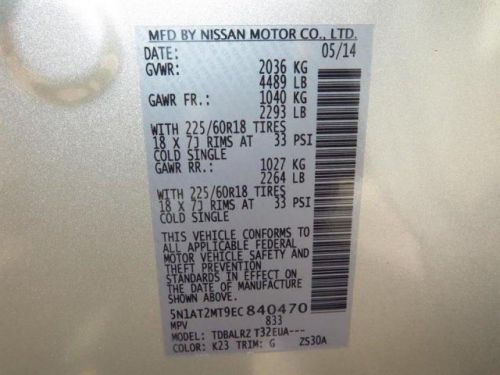 MFD BY NISSAN MOTOR CO., LTD.
DATE: 05/14
GVWR: 2036 KG
4489 LB
GAWR FR.: 1040 KG
2293 LB
WITH 225/60R18 TIRES
18 X 7J RIMS AT 33 PSI
COLD SINGLE
GAWR RR.: 1027 KG
2264 LB
WITH 225/60R18 TIRES
18 X 7J RIMS AT 33 PSI
COLD SINGLE
THIS VEHICLE CONFORMS TO
ALL APPLICABLE FEDERAL
MOTOR VEHICLE SAFETY AND
THEFT PREVENTION
STANDARDS IN EFFECT ON
THE DATE OF MANUFACTURE
SHOWN ABOVE.
5N1AT2MT9EC840470
MPV 833
MODEL: TDBALRZ T32EUA---
COLOR: K23 TRIM: G ZS30A